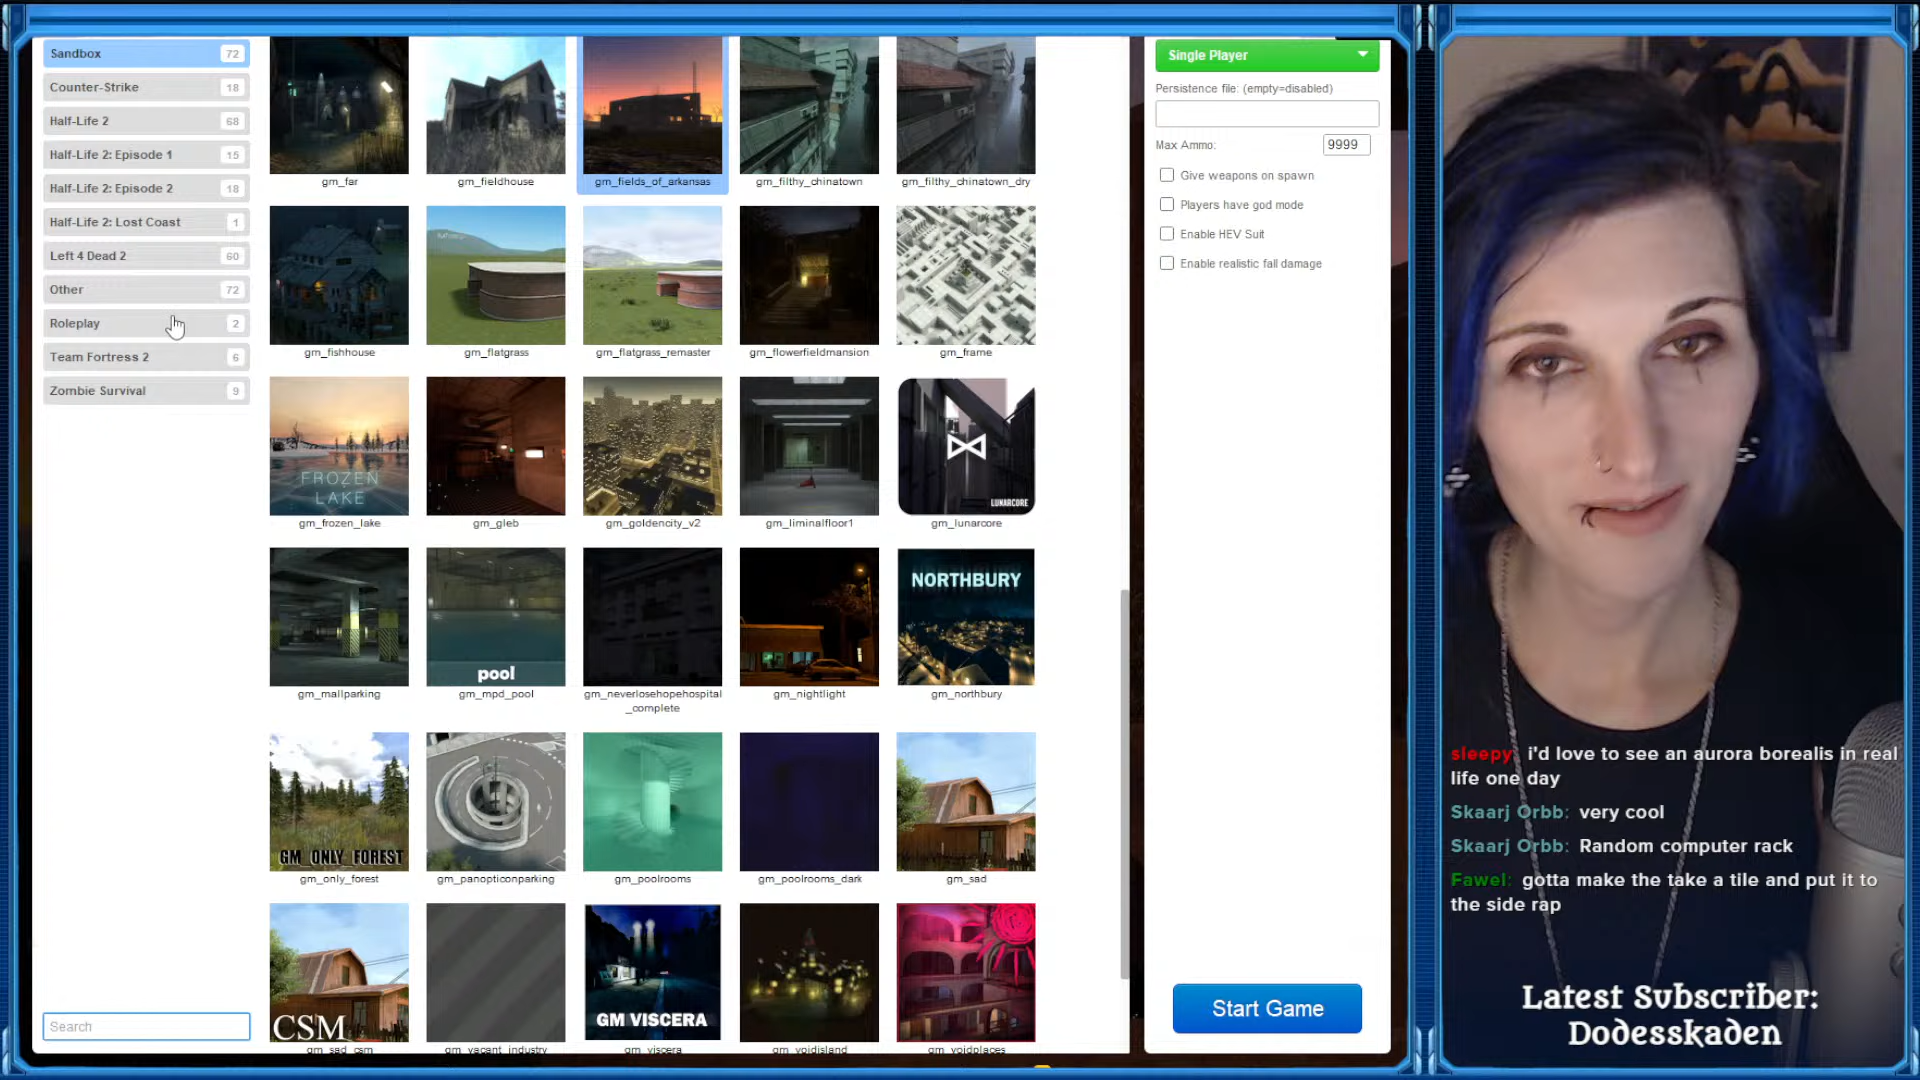 Sandbox 72
Counter-Strike 18
Half-Life 2 68
Half-Life 2: Episode 1 15
Half-Life 2: Episode 2 18
Half-Life 2: Lost Coast 1
Left 4 Dead 2 60
Other 72
Roleplay 2
Team Fortress 2 6
Zombie Survival 9
Search
gm_far
gm_fieldhouse
gm_fields_of_arkansas
gm_filthy_chinatown
gm_filthy_chinatown_dry
gm_fishhouse
gm_flatgrass
gm_flatgrass_remaster
gm_flowerfieldmansion
gm_frame
FROZEN
LAKE
LUNARCORE
gm_frozen_lake
gm_gleb
gm_goldencity_v2
gm_liminalfloor1
gm_lunarcore
pool
NORTHBURY
gm_mallparking
gm_mpd_pool
gm_neverlosehopehospital
_complete
gm_nightlight
gm_northbury
GM_ONLY_FOREST
gm_only_forest
gm_panopticonparking
gm_poolrooms
gm_poolrooms_dark
gm_sad
CSM
GM VISCERA
gm_sad_csm
gm_vacant_industry
gm_viscera
gm_voidisland
gm_voidplaces
Single Player
Persistence file: (empty=disabled)
Max Ammo: 9999
Give weapons on spawn
Players have god mode
Enable HEV Suit
Enable realistic fall damage
Start Game
sleepy: i'd love to see an aurora borealis in real
life one day
Skaarj Orbb: very cool
Skaarj Orbb: Random computer rack
Fawel: gotta make the take a tile and put it to
the side rap
Latest Subscriber:
Dodesskaden